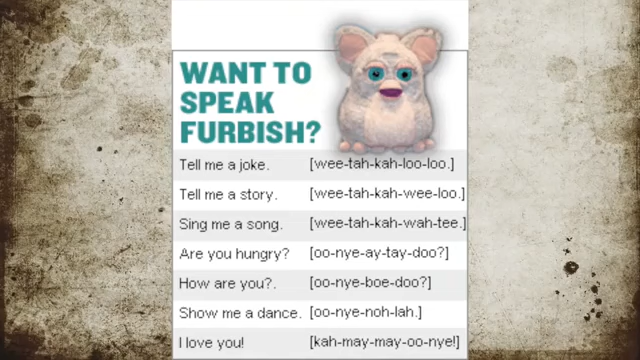 WANT TO
SPEAK
FURBISH?
Tell me a joke. [wee-tah-kah-loo-loo.]
Tell me a story. [wee-tah-kah-wee-loo.]
Sing me a song. [wee-tah-kah-wah-tee.]
Are you hungry? [oo-nye-ay-tay-doo?]
How are you?. [oo-nye-boe-doo?]
Show me a dance. [oo-nye-noh-lah.]
I love you! [kah-may-may-oo-nye!]